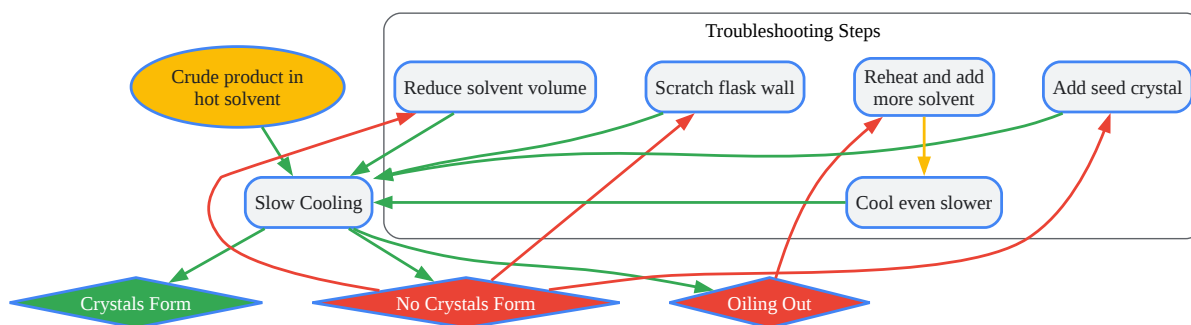 Troubleshooting Steps
Crude product in
hot solvent
Reduce solvent volume
Scratch flask wall
Reheat and add
more solvent
Add seed crystal
Slow Cooling
Cool even slower
Crystals Form
No Crystals Form
Oiling Out